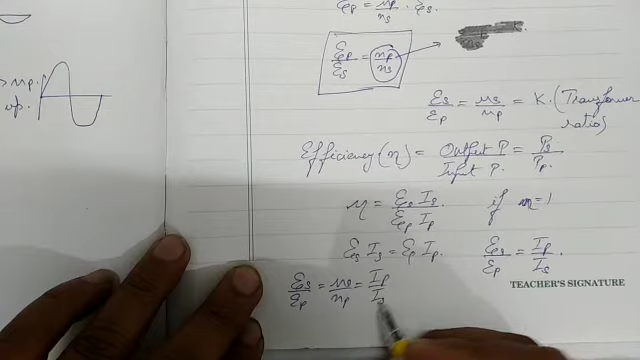 εp = np/ns · εs
εp/εs = np/ns
np
εs/εp = ns/np = K. (Transformer ratio)
Efficiency (η) = Output P/Input P. = Ps/Pp.
η = εs Is/εp Ip if η=1
εs Is = εp Ip. εs/εp = Ip/Is.
TEACHER'S SIGNATURE
εs/εp = ns/np = Ip/Is